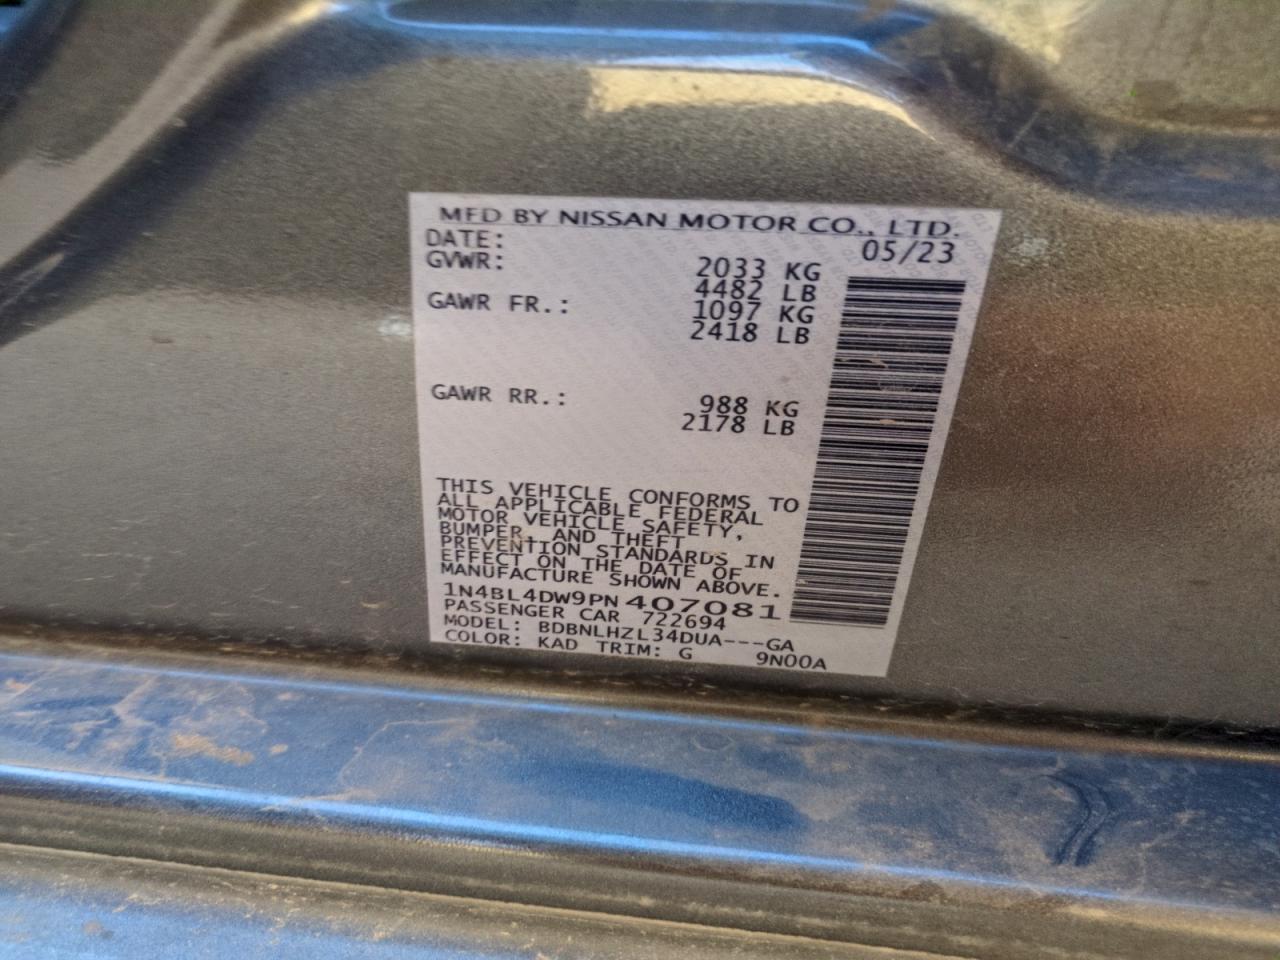 MFD BY NISSAN MOTOR CO., LTD.
DATE: 05/23
GVWR: 2033 KG
4482 LB
GAWR FR.: 1097 KG
2418 LB
GAWR RR.: 988 KG
2178 LB
THIS VEHICLE CONFORMS TO
ALL APPLICABLE FEDERAL
MOTOR VEHICLE SAFETY,
BUMPER, AND THEFT
PREVENTION STANDARDS IN
EFFECT ON THE DATE OF
MANUFACTURE SHOWN ABOVE.
1N4BL4DW9PN407081
PASSENGER CAR 722694
MODEL: BDBNLHZL34DUA---GA
COLOR: KAD TRIM: G 9N00A